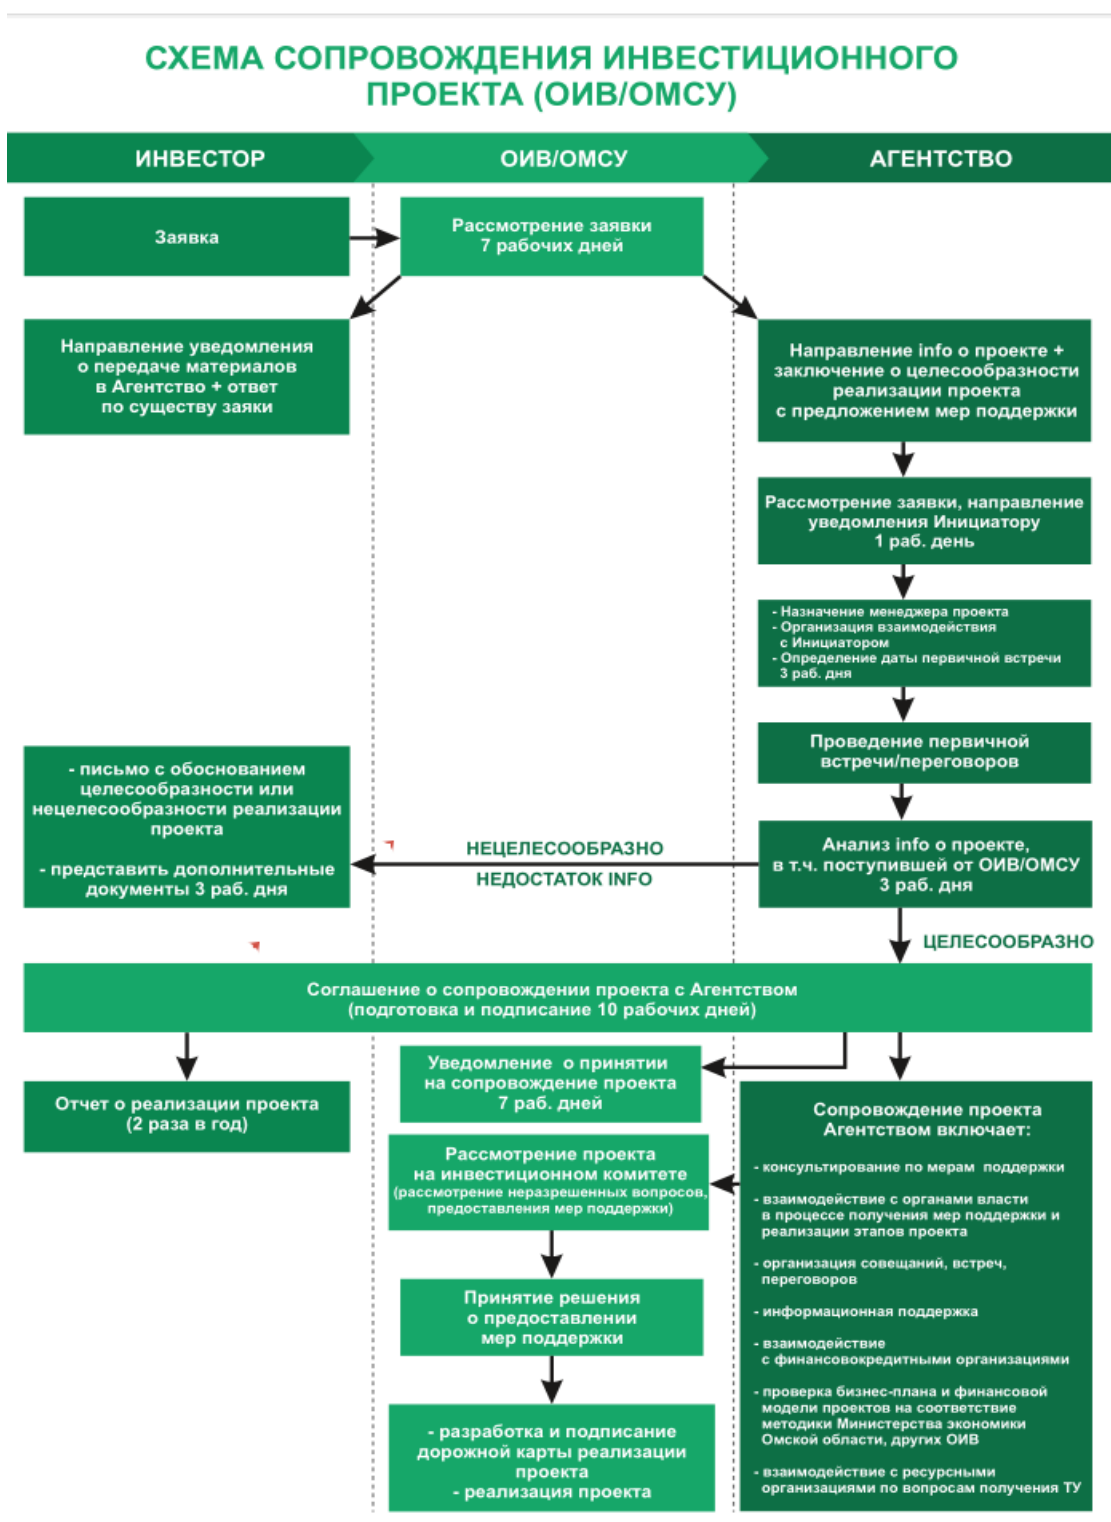 СХЕМА СОПРОВОЖДЕНИЯ ИНВЕСТИЦИОННОГО
ПРОЕКТА (ОИВ/ОМСУ)
ИНВЕСТОР
ОИВ/ОМСУ
АГЕНТСТВО
Заявка
Рассмотрение заявки
7 рабочих дней
Направление уведомления
о передаче материалов
в Агентство + ответ
по существу заяки
Направление info о проекте +
заключение о целесообразности
реализации проекта
с предложением мер поддержки
Рассмотрение заявки, направление
уведомления Инициатору
1 раб. день
- Назначение менеджера проекта
- Организация взаимодействия
с Инициатором
- Определение даты первичной встречи
3 раб. дня
Проведение первичной
встречи/переговоров
- письмо с обоснованием
целесообразности или
нецелесообразности реализации
проекта
- представить дополнительные
документы 3 раб. дня
НЕЦЕЛЕСООБРАЗНО
НЕДОСТАТОК INFO
Анализ info о проекте,
в т.ч. поступившей от ОИВ/ОМСУ
3 раб. дня
ЦЕЛЕСООБРАЗНО
Соглашение о сопровождении проекта с Агентством
(подготовка и подписание 10 рабочих дней)
Отчет о реализации проекта
(2 раза в год)
Уведомление о принятии
на сопровождение проекта
7 раб. дней
Рассмотрение проекта
на инвестиционном комитете
(рассмотрение неразрешенных вопросов,
предоставления мер поддержки)
Принятие решения
о предоставлении
мер поддержки
- разработка и подписание
дорожной карты реализации
проекта
- реализация проекта
Сопровождение проекта
Агентством включает:
- консультирование по мерам поддержки
- взаимодействие с органами власти
в процессе получения мер поддержки и
реализации этапов проекта
- организация совещаний, встреч,
переговоров
- информационная поддержка
- взаимодействие
с финансовокредитными организациями
- проверка бизнес-плана и финансовой
модели проектов на соответствие
методики Министерства экономики
Омской области, других ОИВ
- взаимодействие с ресурсными
организациями по вопросам получения ТУ